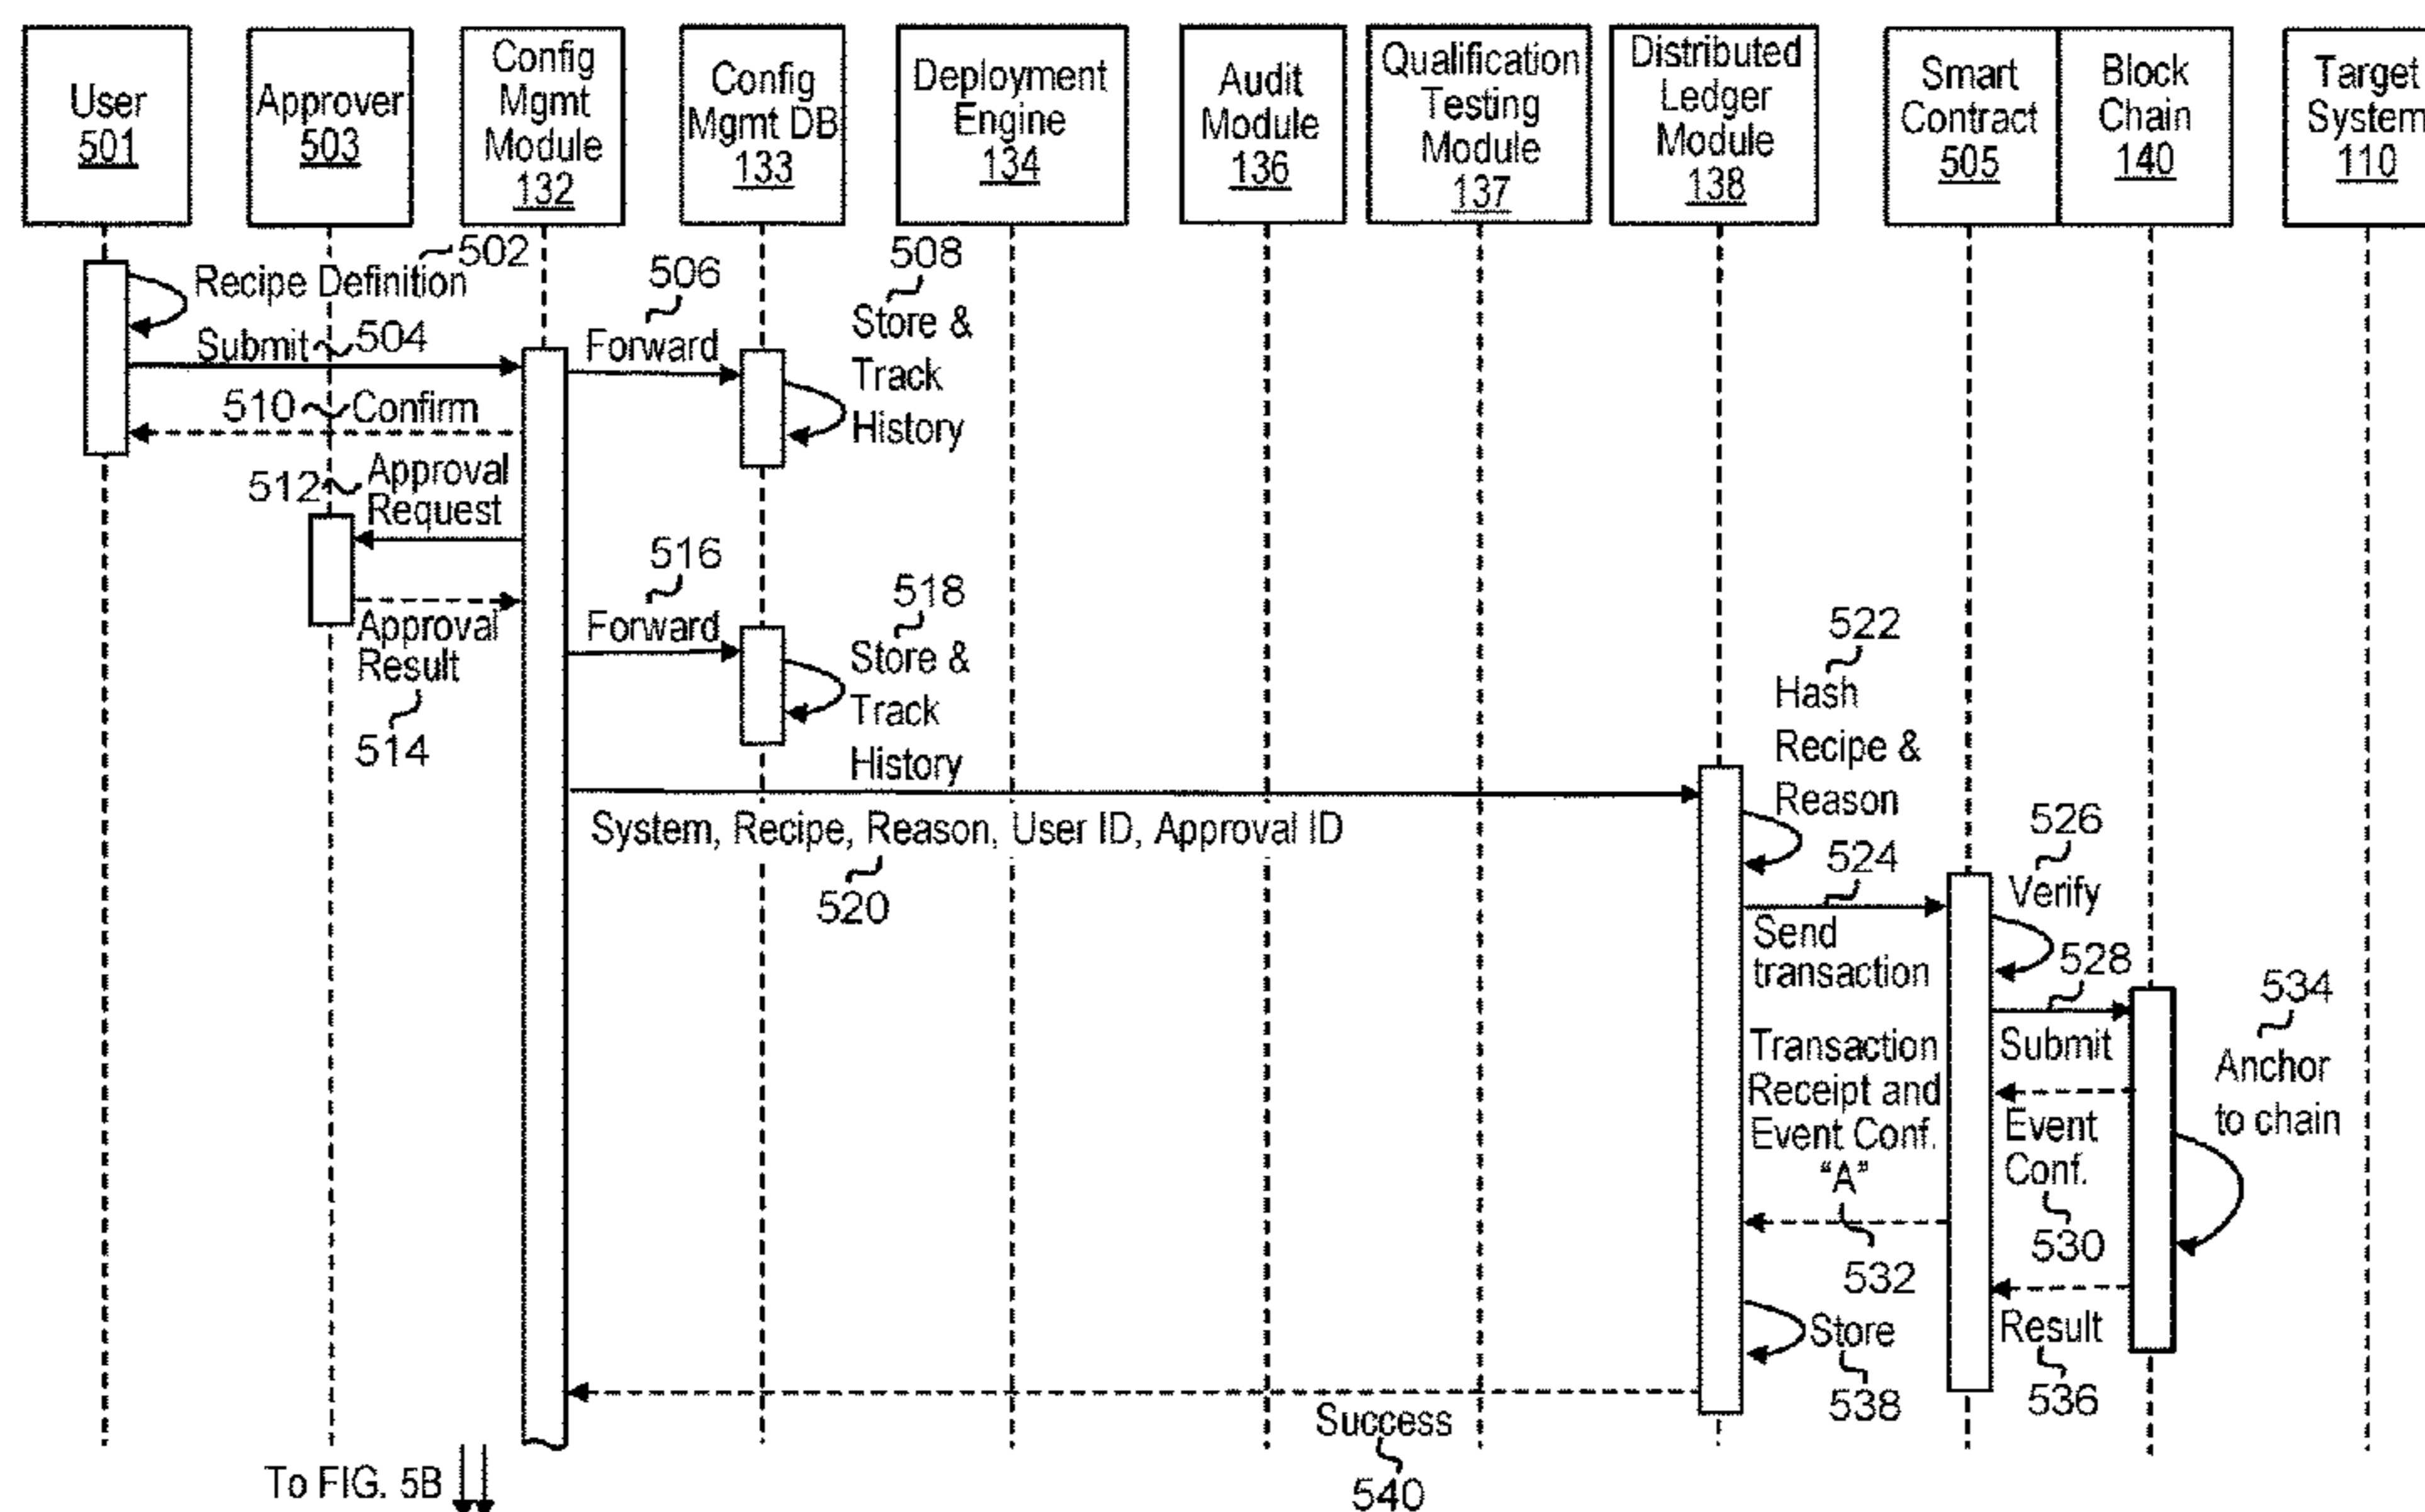 User
501
Approver
503
Config
Mgmt
Module
132
Config
Mgmt DB
133
Deployment
Engine
134
Audit
Module
136
Qualification
Testing
Module
137
Distributed
Ledger
Module
138
Smart
Contract
505
Block
Chain
140
Target
System
110
Recipe Definition
502
Submit
504
506
Forward
508
Store &
Track
History
510
Confirm
512
Approval
Request
Approval
Result
514
516
Forward
518
Store &
Track
History
System, Recipe, Reason, User ID, Approval ID
520
522
Hash
Recipe &
Reason
524
Send
transaction
526
Verify
528
Submit
Event
Conf.
530
Transaction
Receipt and
Event Conf.
"A"
532
534
Anchor
to chain
Result
536
Store
538
Success
540
To FIG. 5B